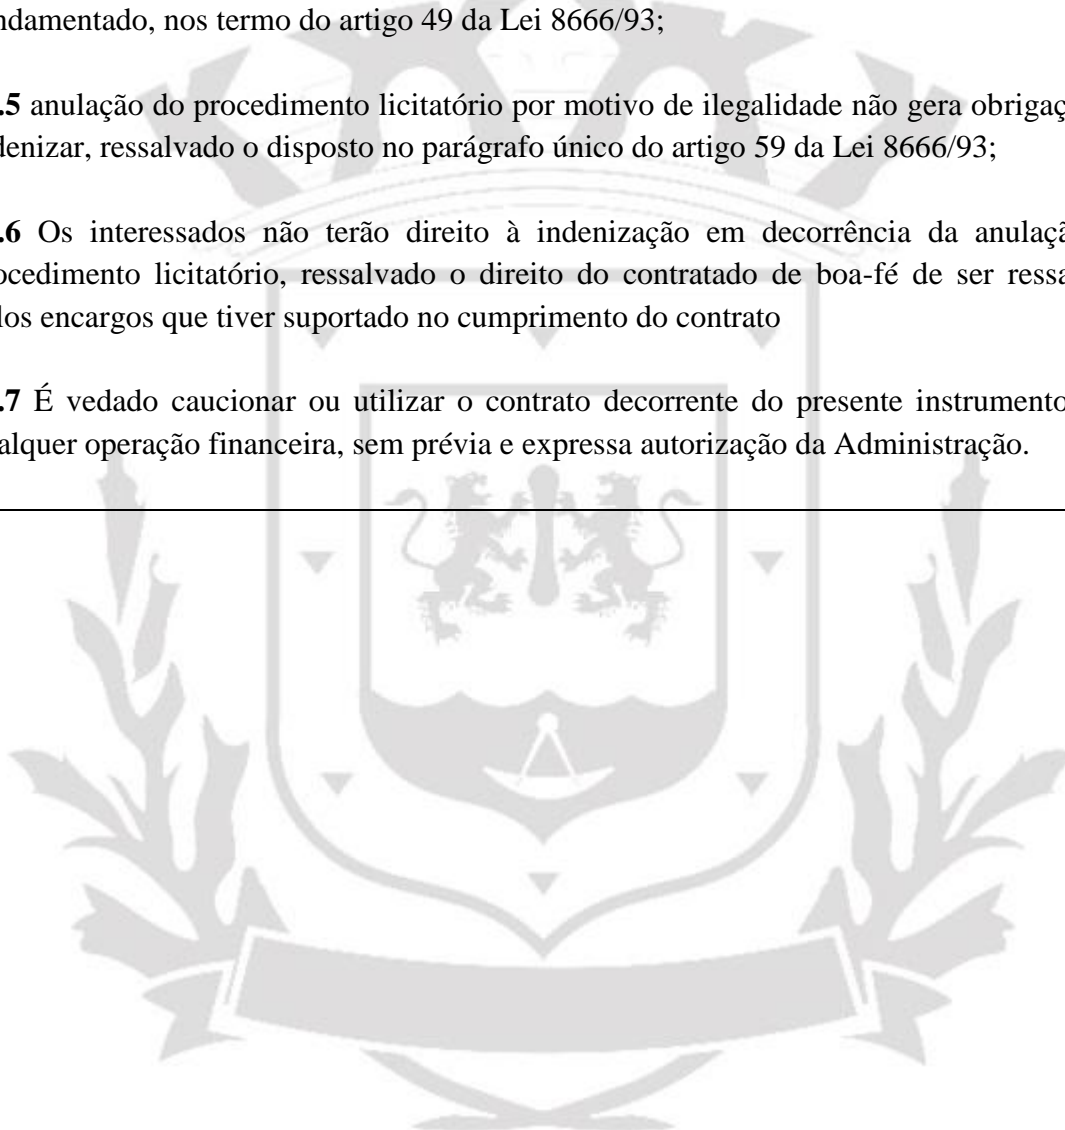 ndamentado, nos termo do artigo 49 da Lei 8666/93;
.5 anulação do procedimento licitatório por motivo de ilegalidade não gera obrigaç
denizar, ressalvado o disposto no parágrafo único do artigo 59 da Lei 8666/93;
.6 Os interessados não terão direito à indenização em decorrência da anulaçã
ocedimento licitatório, ressalvado o direito do contratado de boa-fé de ser ressa
los encargos que tiver suportado no cumprimento do contrato
.7 É vedado caucionar ou utilizar o contrato decorrente do presente instrumento
alquer operação financeira, sem prévia e expressa autorização da Administração.